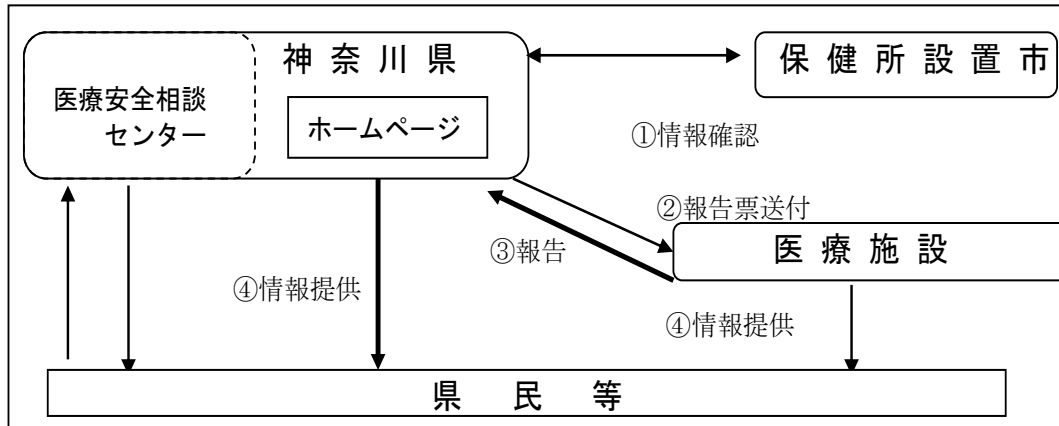 神奈川県
保健所設置市
医療安全相談
センター
ホームページ
①情報確認
②報告票送付
③報告
医療施設
④情報提供
④情報提供
県民等